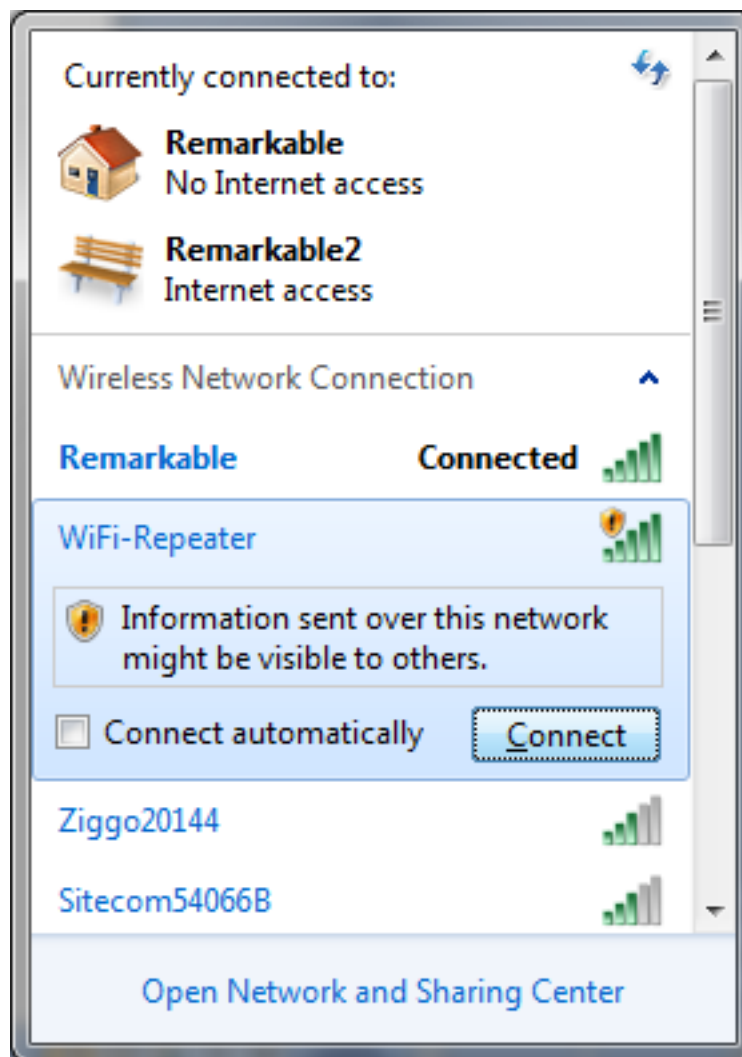 Currently connected to:
Remarkable
No Internet access
Remarkable2
Internet access
Wireless Network Connection
Remarkable Connected
WiFi-Repeater
Information sent over this network
might be visible to others.
Connect automatically Connect
Ziggo20144
Sitecom54066B
Open Network and Sharing Center